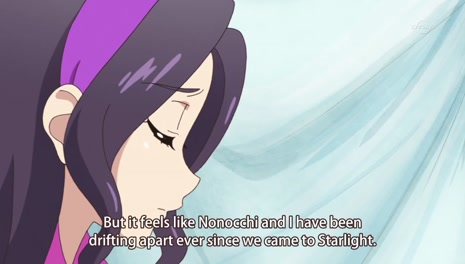 But it feels like Nonocchi and I have been
drifting apart ever since we came to Starlight.